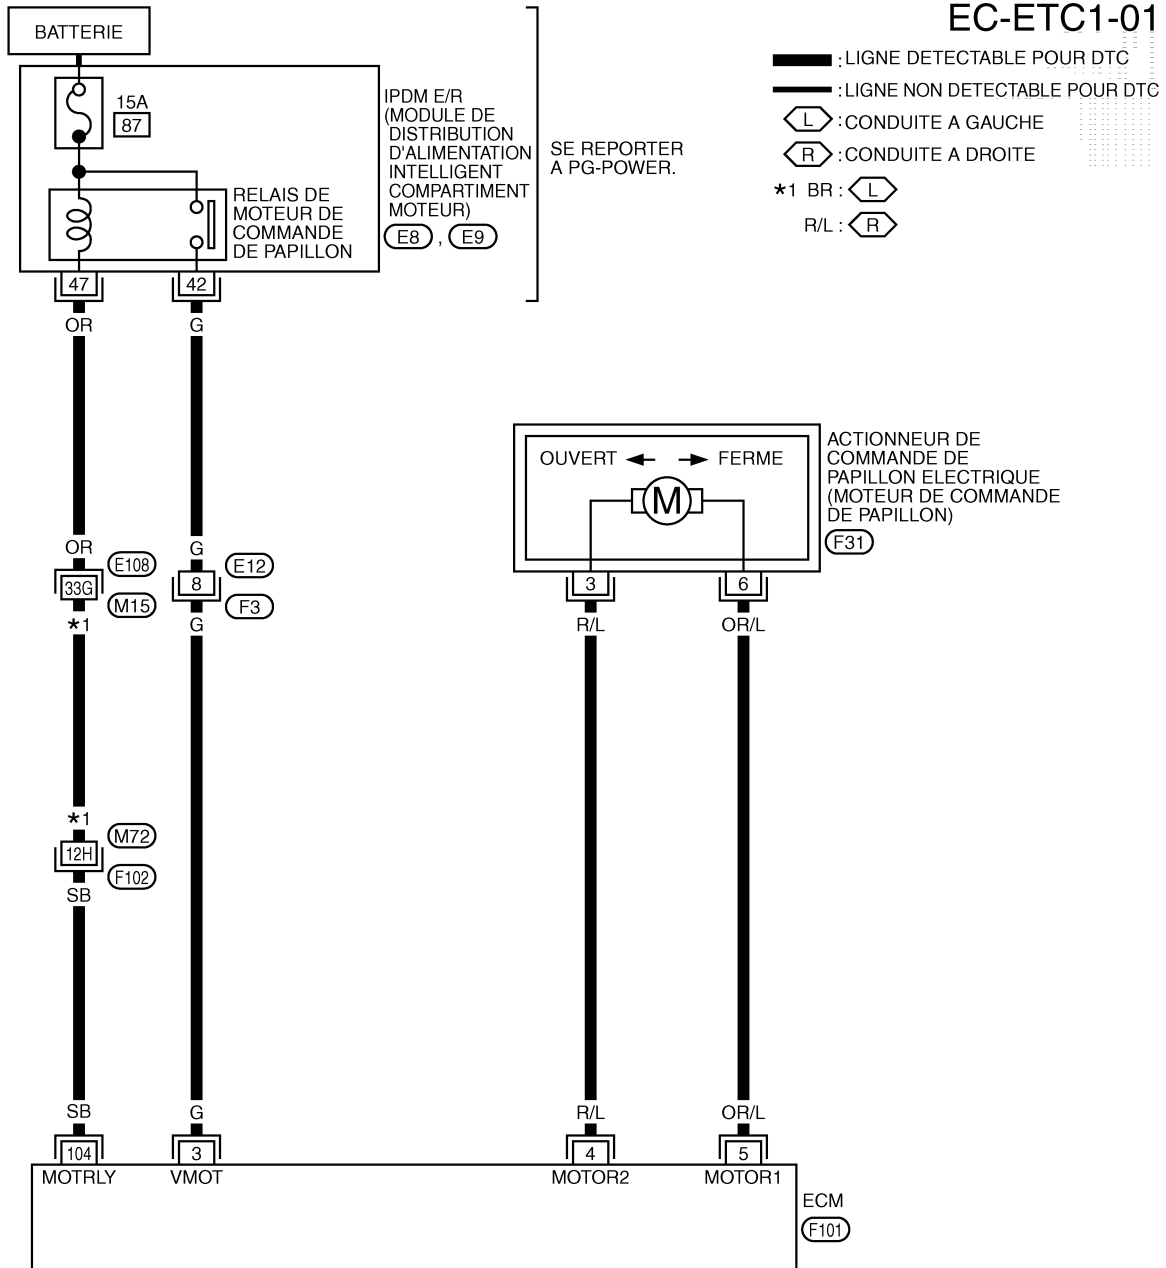 EC-ETC1-01
BATTERIE
: LIGNE DETECTABLE POUR DTC
: LIGNE NON DETECTABLE POUR DTC
L : CONDUITE A GAUCHE
R : CONDUITE A DROITE
*1 BR : L
R/L : R
15A
87
IPDM E/R
(MODULE DE
DISTRIBUTION
D'ALIMENTATION
INTELLIGENT
COMPARTIMENT
MOTEUR)
E8 , E9
SE REPORTER
A PG-POWER.
RELAIS DE
MOTEUR DE
COMMANDE
DE PAPILLON
47 42
OR G
OUVERT FERME
M
ACTIONNEUR DE
COMMANDE DE
PAPILLON ELECTRIQUE
(MOTEUR DE COMMANDE
DE PAPILLON)
F31
OR G
E108 E12
33G 8 3 6
M15 F3
*1 G R/L OR/L
*1
M72
12H
F102
SB
SB G R/L OR/L
104 3 4 5
MOTRLY VMOT MOTOR2 MOTOR1
ECM
F101